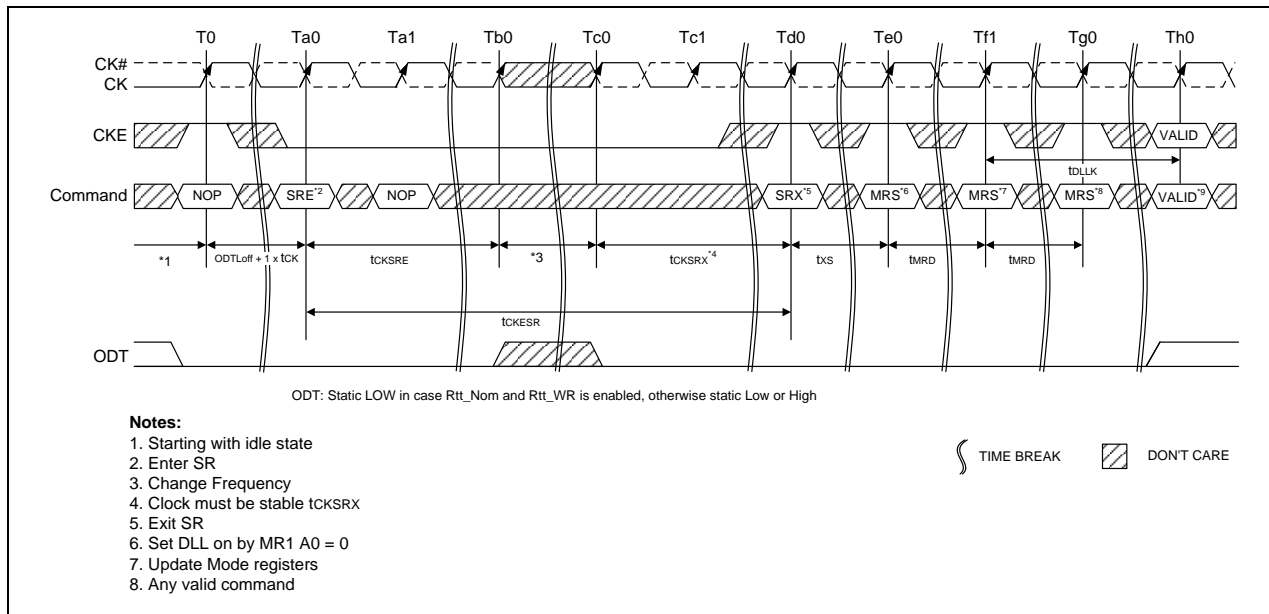 T0 Ta0 Ta1 Tb0 Tc0 Tc1 Td0 Te0 Tf1 Tg0 Th0
CK#
CK
CKE
VALID
tDLLK
Command
NOP SRE*2 NOP SRX*5 MRS*6 MRS*7 MRS*8 VALID*9
*1 ODTLoff + 1 x tCK tCKSRE *3 tCKSRX*4 tXS tMRD tMRD
tCKESR
ODT
ODT: Static LOW in case Rtt_Nom and Rtt_WR is enabled, otherwise static Low or High
Notes:
1. Starting with idle state
2. Enter SR
3. Change Frequency
4. Clock must be stable tCKSRX
5. Exit SR
6. Set DLL on by MR1 A0 = 0
7. Update Mode registers
8. Any valid command
TIME BREAK DON'T CARE